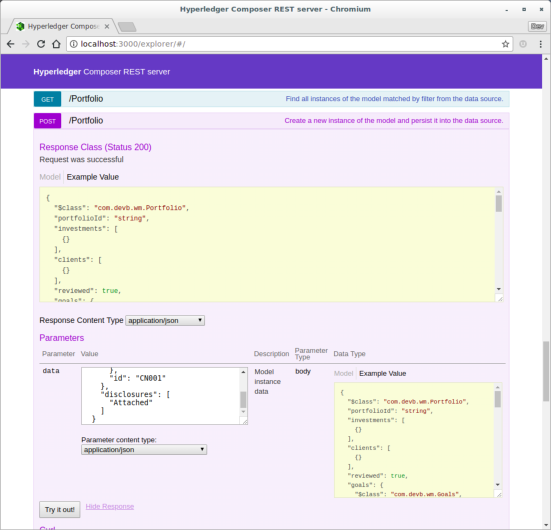 Hyperledger Composer REST server - Chromium
Hyperledger Compos
localhost:3000/explorer/#/
Hyperledger Composer REST server
GET /Portfolio Find all instances of the model matched by filter from the data source.
POST /Portfolio Create a new instance of the model and persist it into the data source.
Response Class (Status 200)
Request was successful
Model Example Value
{
"$class": "com.devb.wm.Portfolio",
"portfolioId": "string",
"investments": [
{}
],
"clients": [
{}
],
"reviewed": true,
"goals": {
Response Content Type application/json
Parameters
Parameter Value Description Parameter Type Data Type
data
},
"id": "CN001"
},
"disclosures": [
"Attached"
]
}
Model instance data
body
Model Example Value
{
"$class": "com.devb.wm.Portfolio",
"portfolioId": "string",
"investments": [
{}
],
"clients": [
{}
],
"reviewed": true,
"goals": {
"$class": "com.devb.wm.Goals",
Parameter content type:
application/json
Try it out! Hide Response
Curl